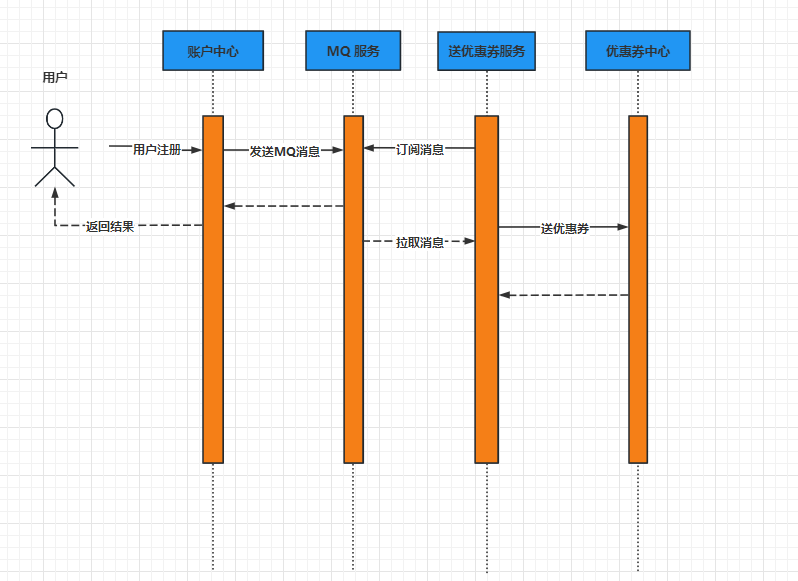 账户中心
MQ 服务
送优惠券服务
优惠券中心
用户
用户注册
发送MQ消息
订阅消息
返回结果
送优惠券
拉取消息